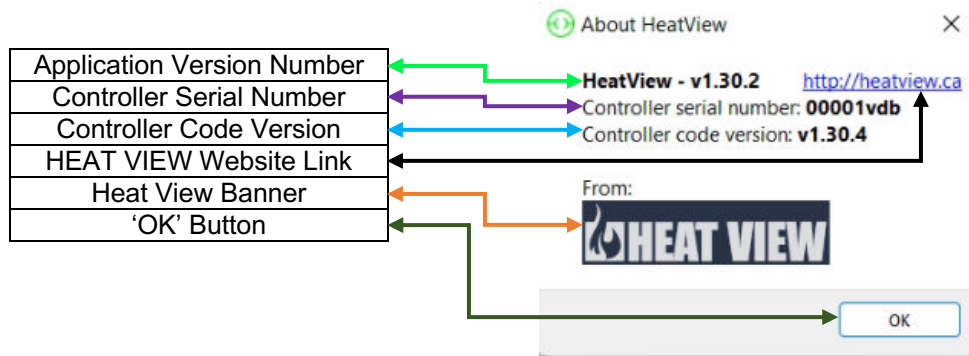 About HeatView
Application Version Number
Controller Serial Number
Controller Code Version
HEAT VIEW Website Link
Heat View Banner
‘OK’ Button
HeatView - v1.30.2 http://heatview.ca
Controller serial number: 00001vdb
Controller code version: v1.30.4
From:
HEAT VIEW
OK